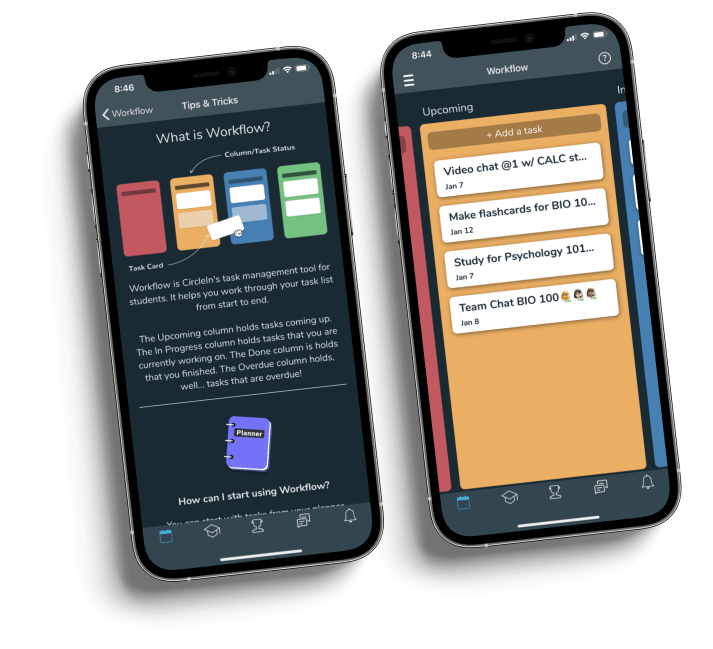 8:46
Workflow
Tips & Tricks
What is Workflow?
Column/Task Status
Task Card
Workflow is CircleIn's task management tool for
students. It helps you work through your task list
from start to end.
The Upcoming column holds tasks coming up.
The In Progress column holds tasks that you are
currently working on. The Done column is holds
that you finished. The Overdue column holds,
well... tasks that are overdue!
Planner
How can I start using Workflow?
You can start with tasks from your planner
8:44
Workflow
?
Upcoming
In
+ Add a task
Video chat @1 w/ CALC st...
Jan 7
Make flashcards for BIO 10...
Jan 12
Study for Psychology 101...
Jan 7
Team Chat BIO 100
Jan 8